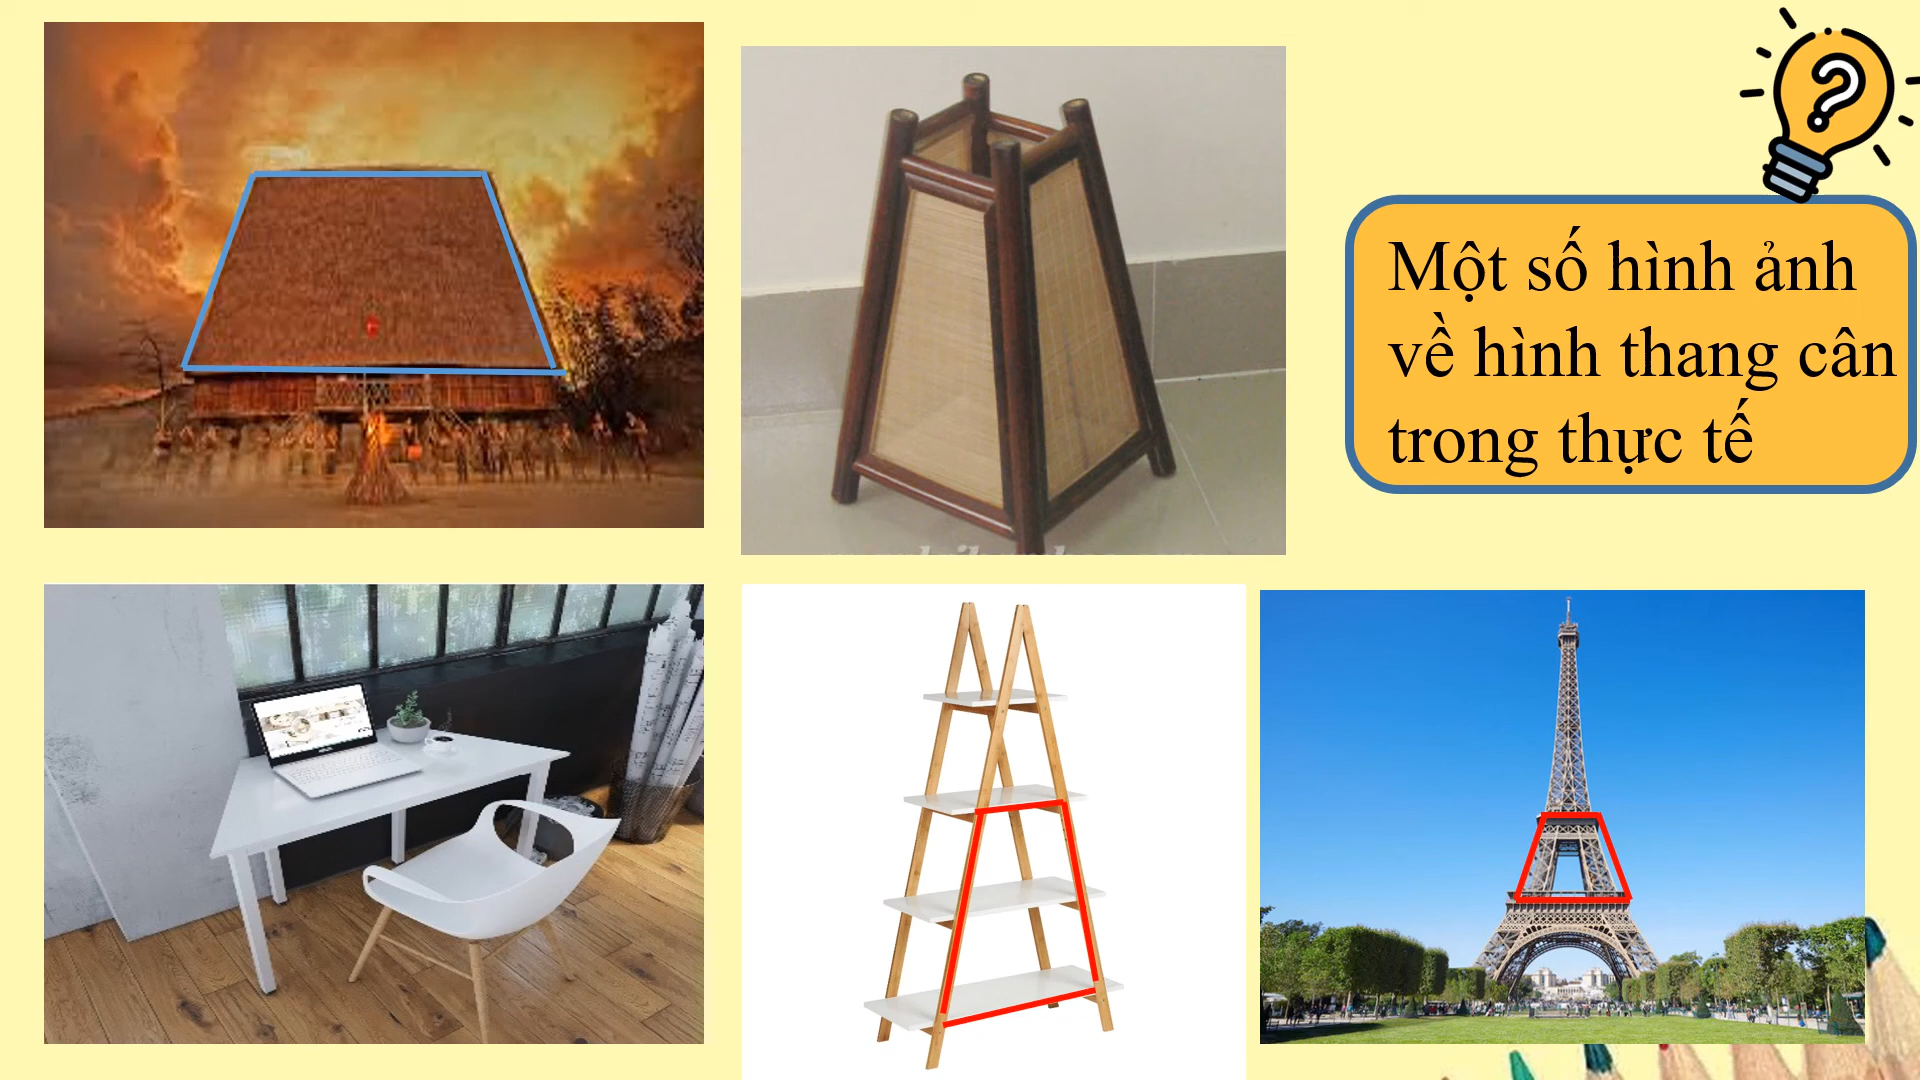 Một số hình ảnh
về hình thang cân
trong thực tế